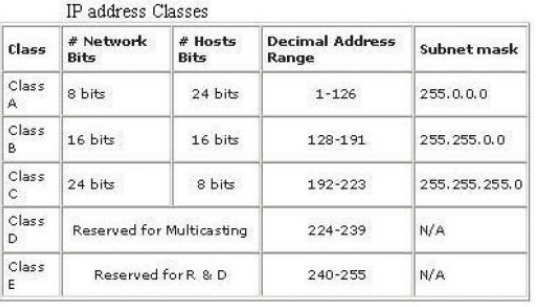 IP address Classes
Class # Network Bits # Hosts Bits Decimal Address Range Subnet mask
Class A 8 bits 24 bits 1-126 255.0.0.0
Class B 16 bits 16 bits 128-191 255.255.0.0
Class C 24 bits 8 bits 192-223 255.255.255.0
Class D Reserved for Multicasting 224-239 N/A
Class E Reserved for R & D 240-255 N/A